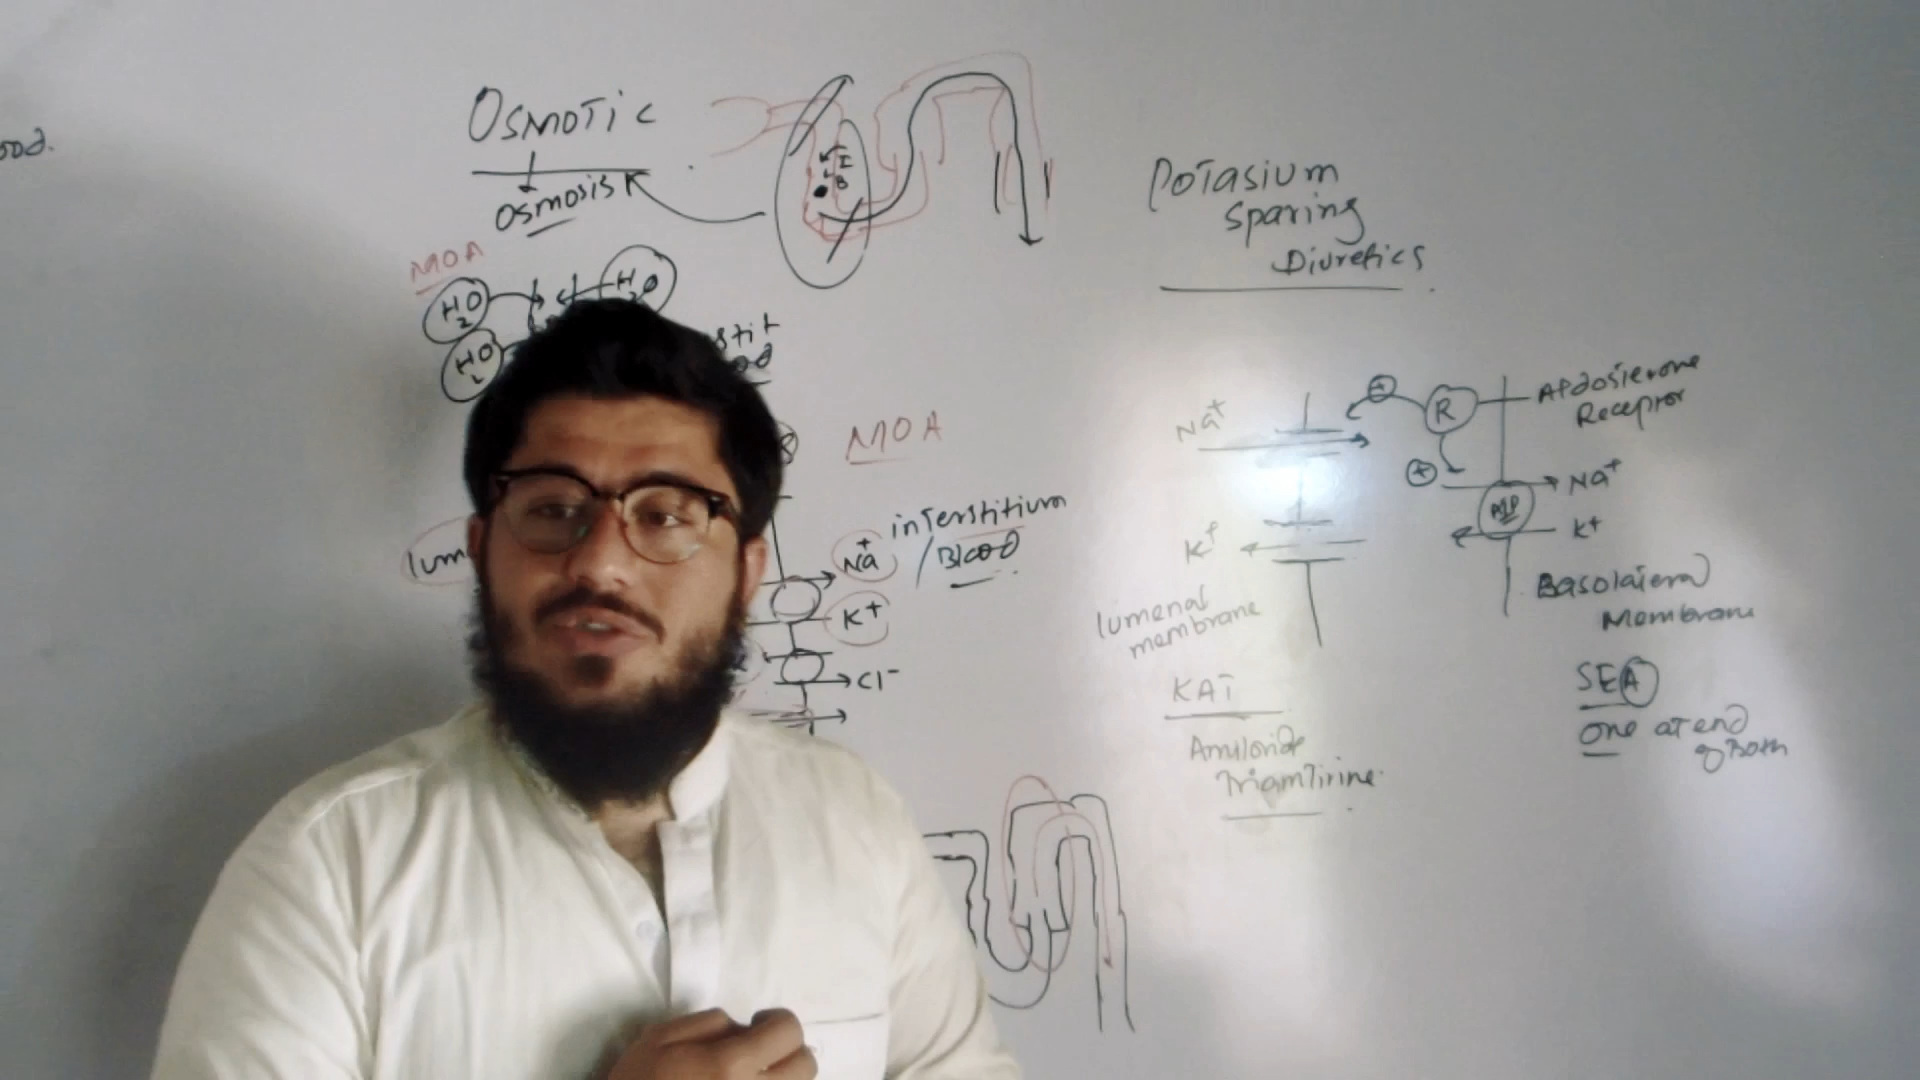 OSMOTIC
osmosis
MOA
H2O
H2O
H2O
I
B
MOA
lum
Na+
interstitium
/Blood
K+
Cl-
Potasium
Sparing
Diuretics
Na+
+
R
Aldosterone
Receptor
+
Na+
K+
K+
lumenal
membrane
Basolateral
Membrane
KAT
Amiloride
Triamtirine
SEA
one at end
of Both